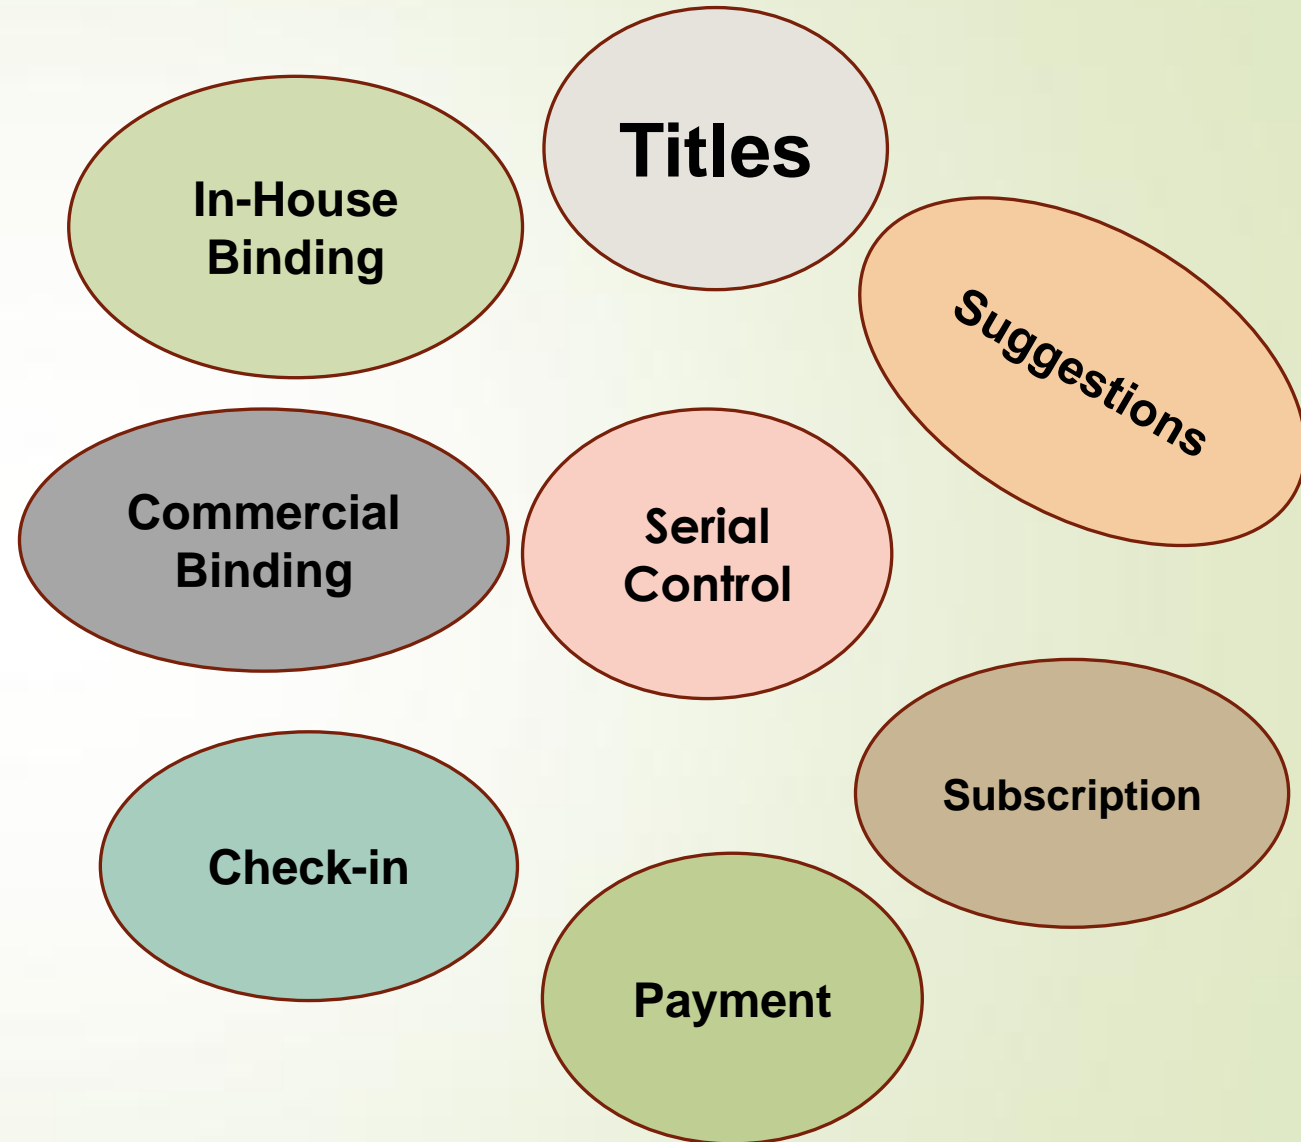 Titles
In-House
Binding
Suggestions
Commercial
Binding
Serial
Control
Subscription
Check-in
Payment